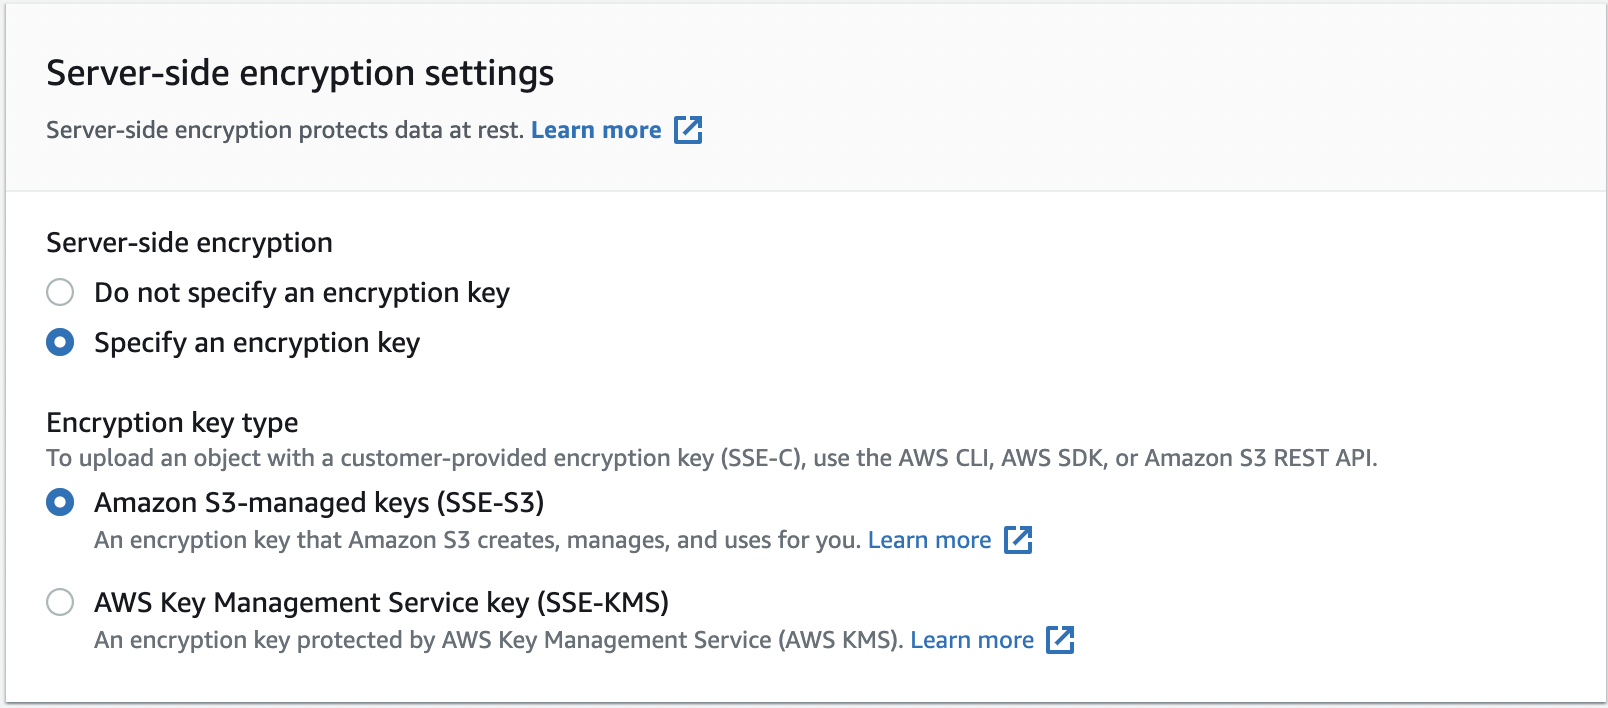 Server-side encryption settings
Server-side encryption protects data at rest. Learn more
Server-side encryption
Do not specify an encryption key
Specify an encryption key
Encryption key type
To upload an object with a customer-provided encryption key (SSE-C), use the AWS CLI, AWS SDK, or Amazon S3 REST API.
Amazon S3-managed keys (SSE-S3)
An encryption key that Amazon S3 creates, manages, and uses for you. Learn more
AWS Key Management Service key (SSE-KMS)
An encryption key protected by AWS Key Management Service (AWS KMS). Learn more